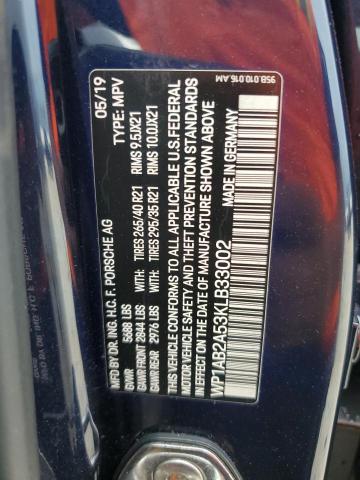 95B.010.016.AM
05/19
TYPE: MPV
MFD BY: DR. ING. H.C. F. PORSCHE AG
GVWR 5688 LBS
GAWR FRONT 2844 LBS TIRES 265/40 R21 RIMS 9.5JX21
GAWR REAR 2976 LBS TIRES 295/35 R21 RIMS 10.0JX21
THIS VEHICLE CONFORMS TO ALL APPLICABLE U.S.FEDERAL
MOTOR VEHICLE SAFETY AND THEFT PREVENTION STANDARDS
IN EFFECT ON THE DATE OF MANUFACTURE SHOWN ABOVE
WP1AB2A53KLB33002
MADE IN GERMANY